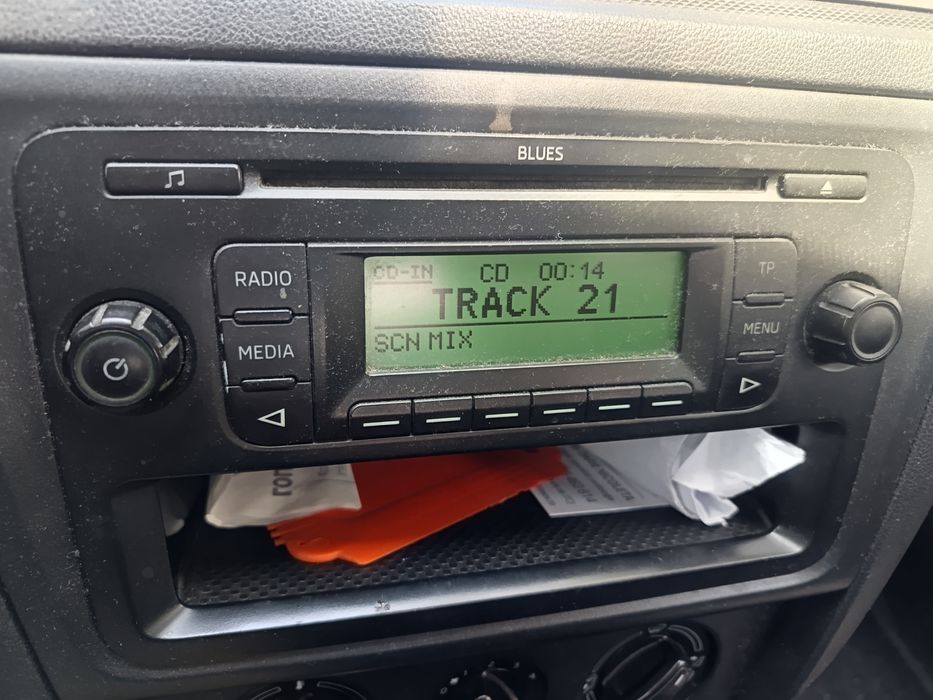 BLUES
RADIO
MEDIA
CD-IN CD 00:14
TRACK 21
SCN MIX
TP
MENU